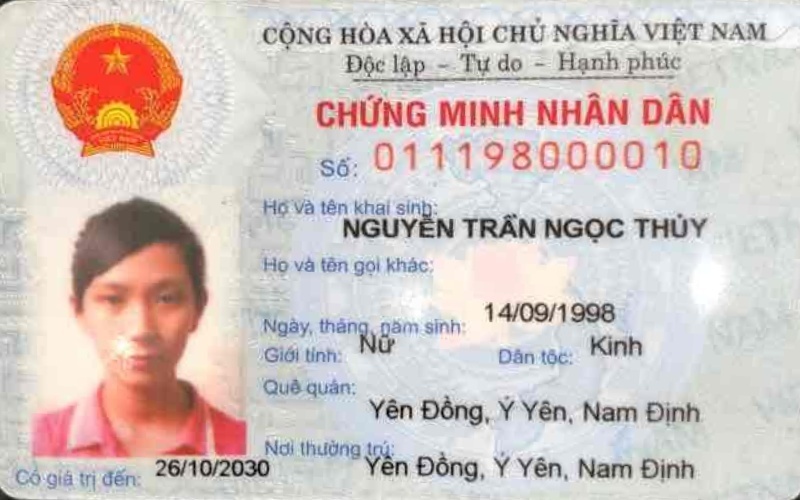 CỘNG HÒA XÃ HỘI CHỦ NGHĨA VIỆT NAM
Độc lập - Tự do - Hạnh phúc
CHỨNG MINH NHÂN DÂN
Số: 011198000010
Họ và tên khai sinh:
NGUYỄN TRẦN NGỌC THỦY
Họ và tên gọi khác:
Ngày, tháng, năm sinh: 14/09/1998
Giới tính: Nữ Dân tộc: Kinh
Quê quán:
Yên Đồng, Ý Yên, Nam Định
Nơi thường trú:
Yên Đồng, Ý Yên, Nam Định
Có giá trị đến: 26/10/2030